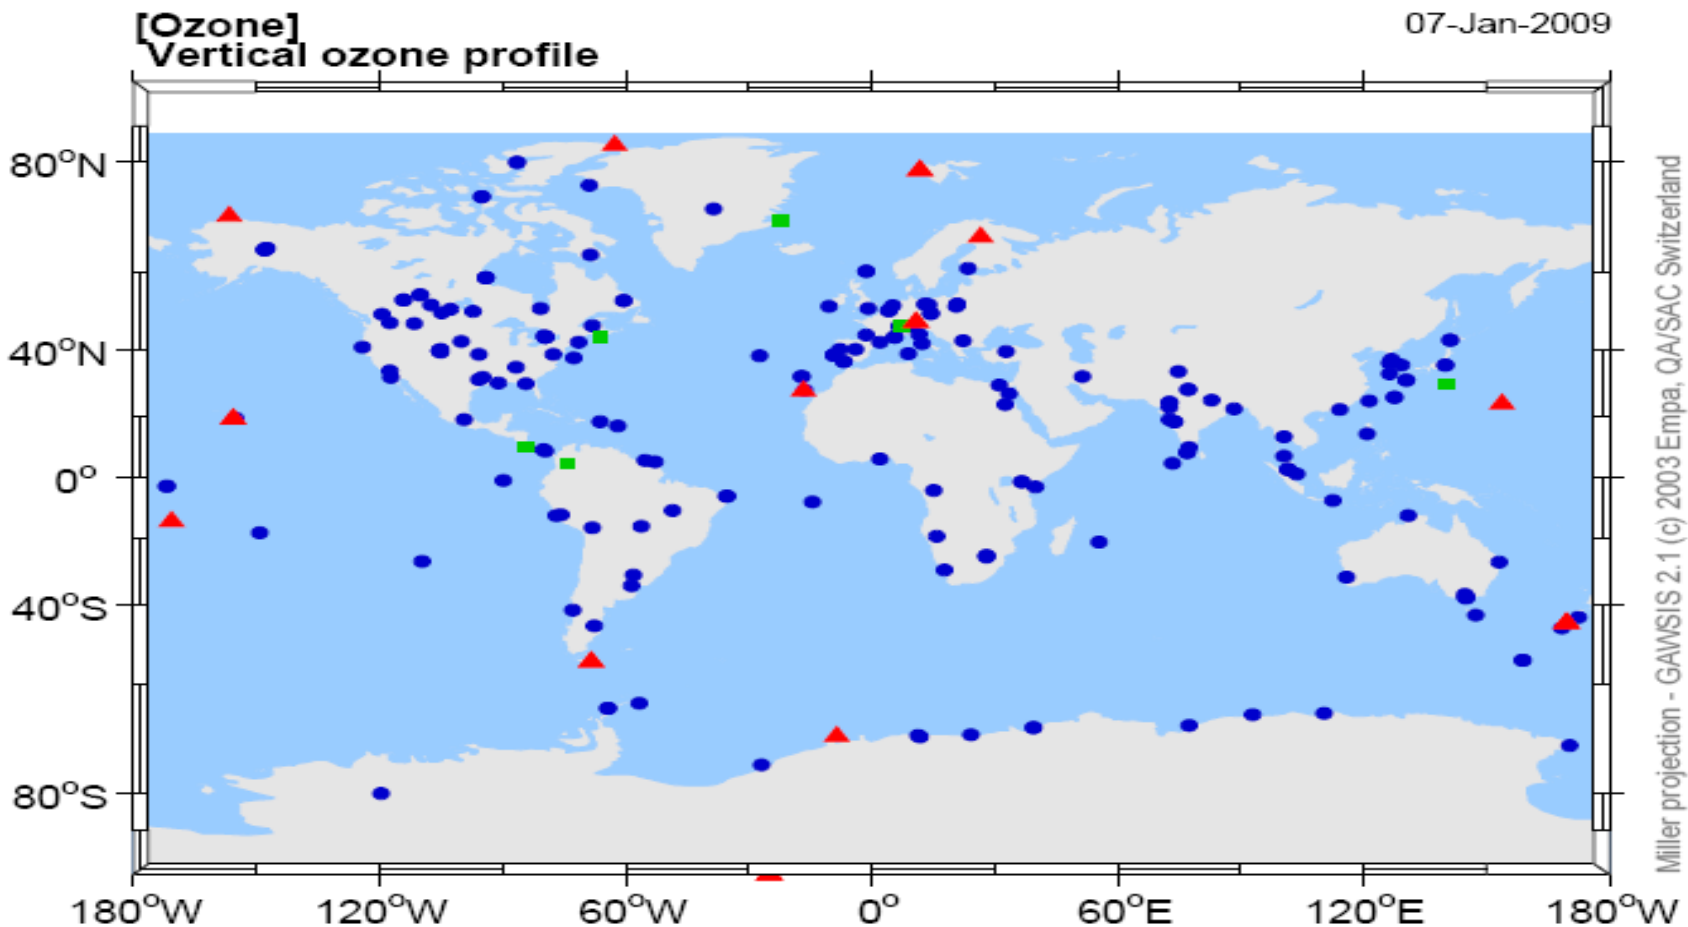 [Ozone]
07-Jan-2009
Vertical ozone profile
80°N
40°N
0°
40°S
80°S
180°W
120°W
60°W
0°
60°E
120°E
180°W
Miller projection - GAWSIS 2.1 (c) 2003 Empa, QA/SAC Switzerland